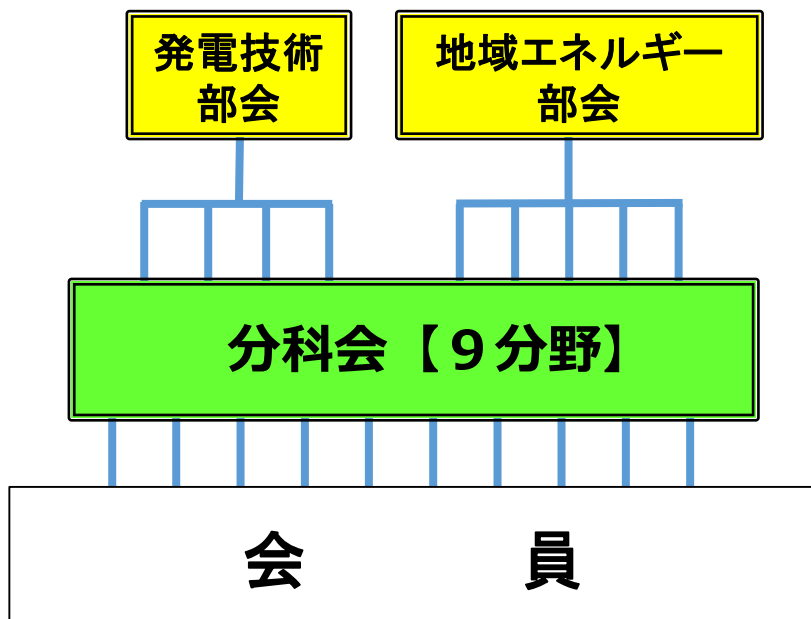 発電技術
部会
地域エネルギー
部会
分科会【９分野】
会　員